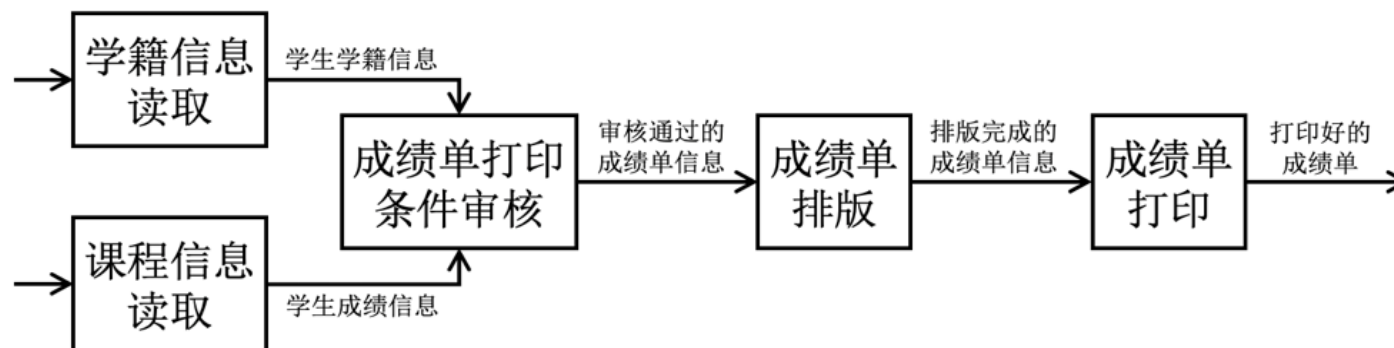 学籍信息
读取
学生学籍信息
课程信息
读取
学生成绩信息
成绩单打印
条件审核
审核通过的
成绩单信息
成绩单
排版
排版完成的
成绩单信息
成绩单
打印
打印好的
成绩单